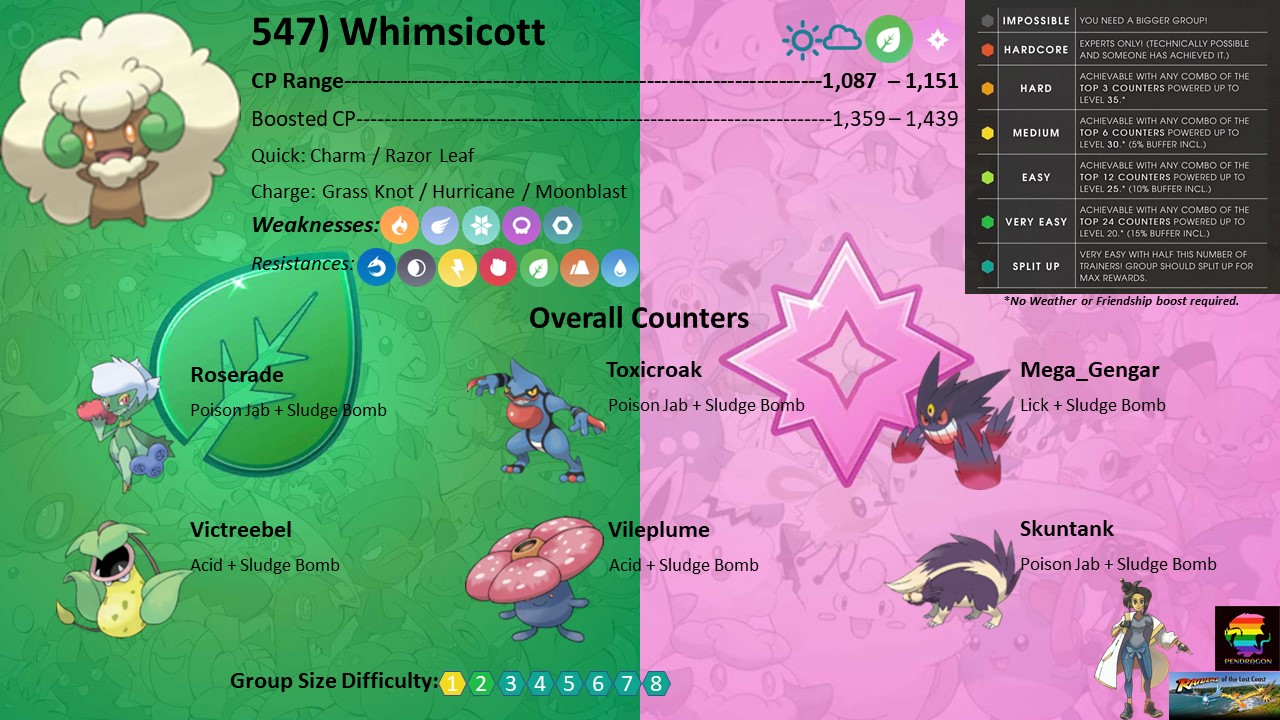 547) Whimsicott
CP Range--------------------------------------------------------------------------------1,087 – 1,151
Boosted CP--------------------------------------------------------------------------------1,359 – 1,439
Quick: Charm / Razor Leaf
Charge: Grass Knot / Hurricane / Moonblast
Weaknesses:
Resistances:
IMPOSSIBLE YOU NEED A BIGGER GROUP!
HARDCORE EXPERTS ONLY! (TECHNICALLY POSSIBLE
AND SOMEONE HAS ACHIEVED IT.)
HARD ACHIEVABLE WITH ANY COMBO OF THE
TOP 3 COUNTERS POWERED UP TO
LEVEL 35.*
MEDIUM ACHIEVABLE WITH ANY COMBO OF THE
TOP 6 COUNTERS POWERED UP TO
LEVEL 30.* (5% BUFFER INCL.)
EASY ACHIEVABLE WITH ANY COMBO OF THE
TOP 12 COUNTERS POWERED UP TO
LEVEL 25.* (10% BUFFER INCL.)
VERY EASY ACHIEVABLE WITH ANY COMBO OF THE
TOP 24 COUNTERS POWERED UP TO
LEVEL 20.* (15% BUFFER INCL.)
SPLIT UP VERY EASY WITH HALF THIS NUMBER OF
TRAINERS! GROUP SHOULD SPLIT UP FOR
MAX REWARDS.
*No Weather or Friendship boost required.
Overall Counters
Roserade
Poison Jab + Sludge Bomb
Toxicroak
Poison Jab + Sludge Bomb
Mega_Gengar
Lick + Sludge Bomb
Victreebel
Acid + Sludge Bomb
Vileplume
Acid + Sludge Bomb
Skuntank
Poison Jab + Sludge Bomb
Group Size Difficulty: 1 2 3 4 5 6 7 8
PENDRAGON
RAIDERS of the Lost Coast